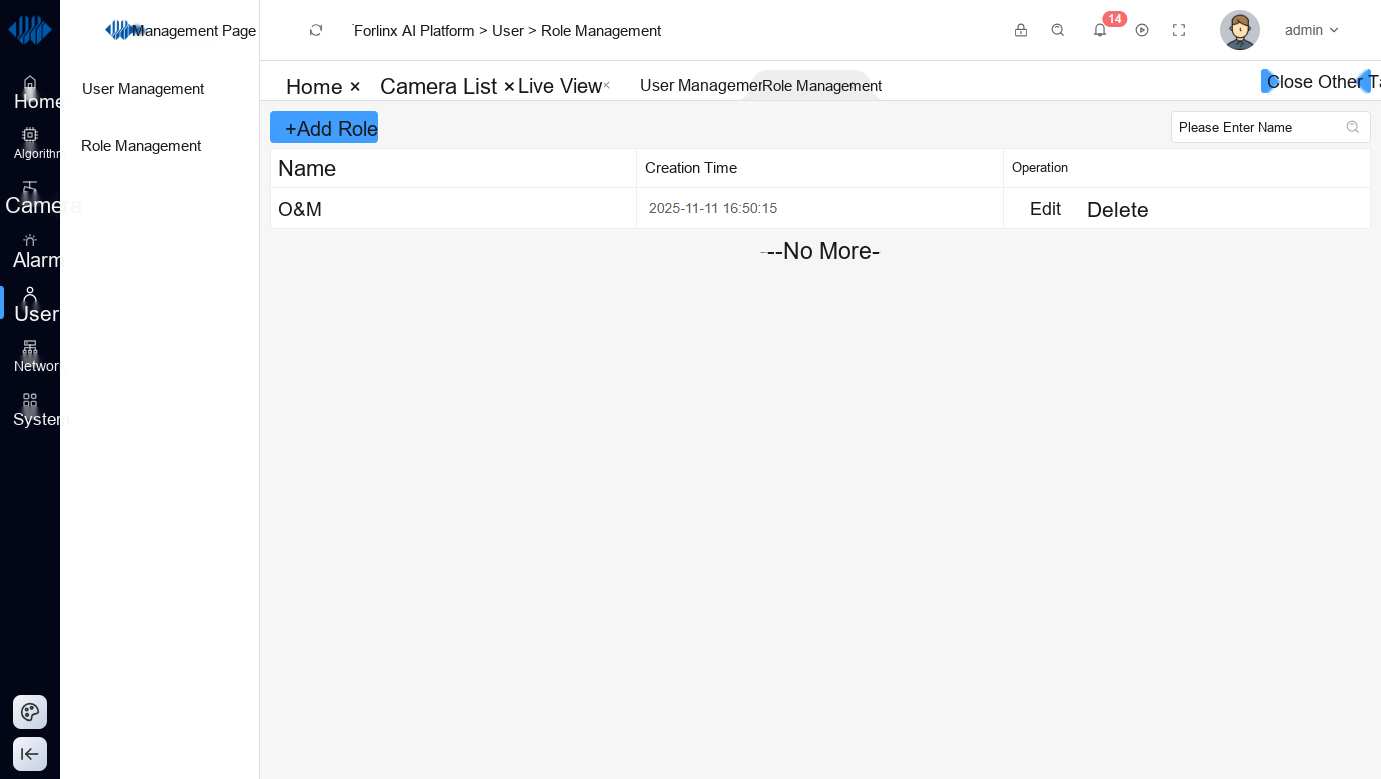 Management Page
Forlinx AI Platform > User > Role Management
14
admin
Home
Algorithm
Camera
Alarm
User
Networ
System
User Management
Role Management
Home ×
Camera List ×
Live View×
User Managemen
Role Management
Close Other Ta
+Add Role
Please Enter Name
Name
Creation Time
Operation
O&M
2025-11-11 16:50:15
Edit
Delete
---No More-